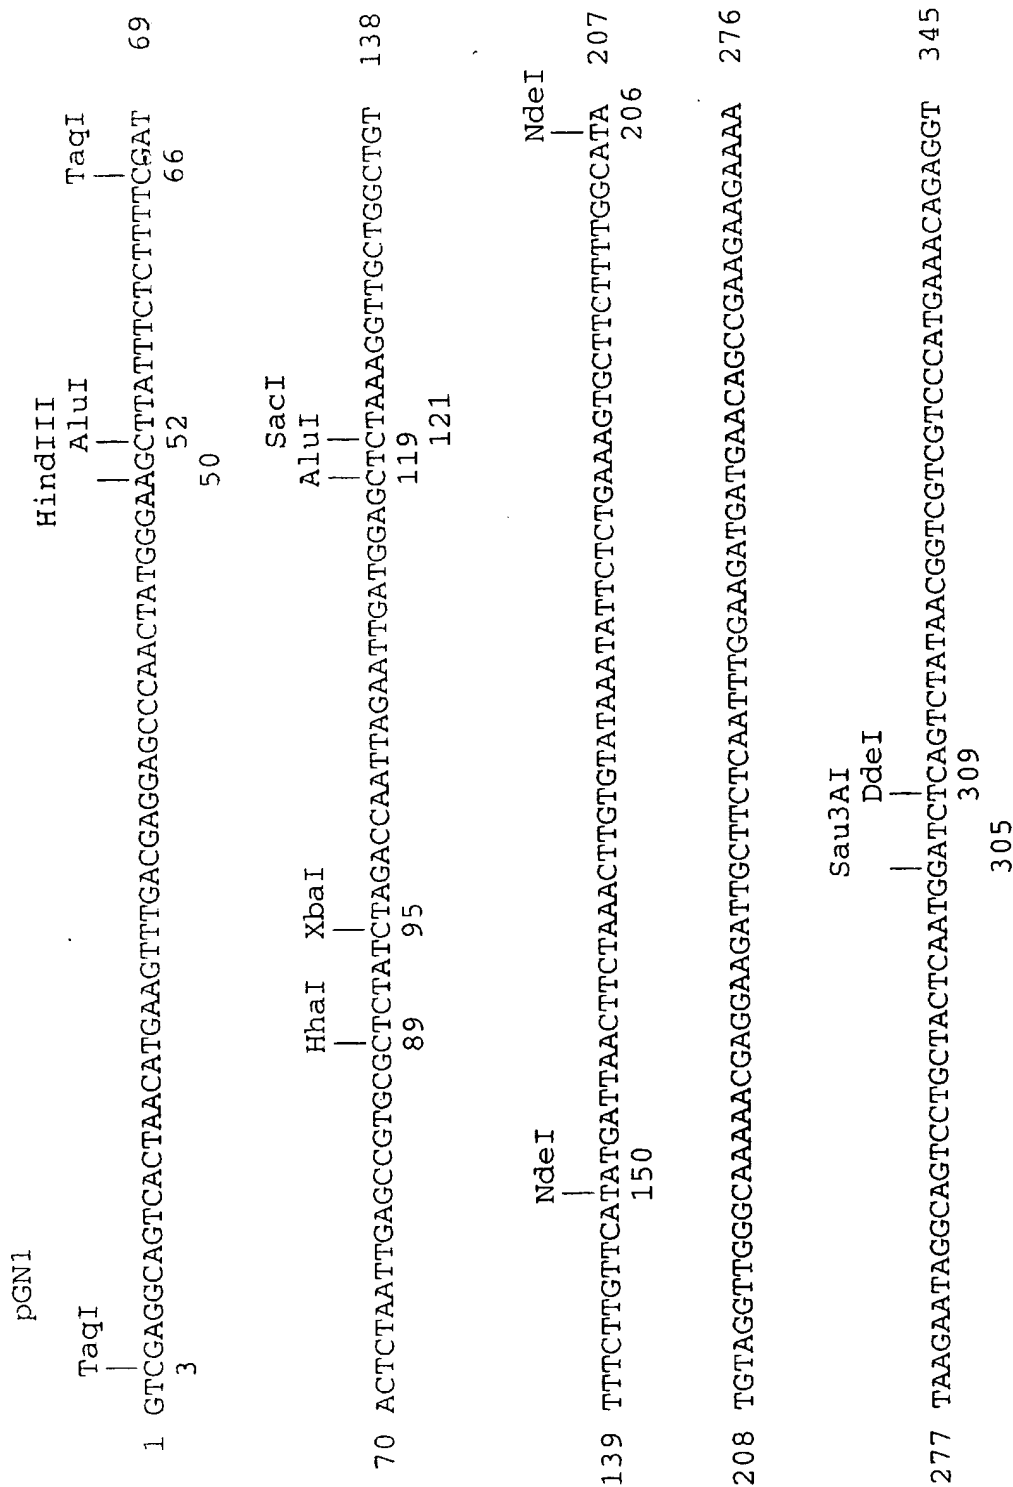 pGN1
TaqI HindIII AluI TaqI
1 GTCGAGGCAGTCACTAACATGAAGTTTGACGAGGAGCCCAACTATGGGAAGCTTATTTCTCTTTTCGAT 69
3 50 52 66
HhaI XbaI AluI SacI
70 ACTCTAATTGAGCCGTGCGCTCTATCTAGACCAATTAGAATTGATGGAGCTCTAAAGGTTGCTGGCTGT 138
89 95 119 121
NdeI NdeI
139 TTTCTTGTTCATATGATTAACTTCTAAACTTGTGTATAAATATTCTCTGAAAGTGCTTCTTTTGGCATA 207
150 206
208 TGTAGGTTGGGCAAAAACGAGGAAGATTGCTTCTCAATTTGGAAGATGATGAACAGCCGAAGAAGAAAA 276
Sau3AI DdeI
277 TAAGAATAGGCAGTCCTGCTACTCAATGGATCTCAGTCTATAACGGTCGTCGTCCCATGAAACAGAGGT 345
305 309